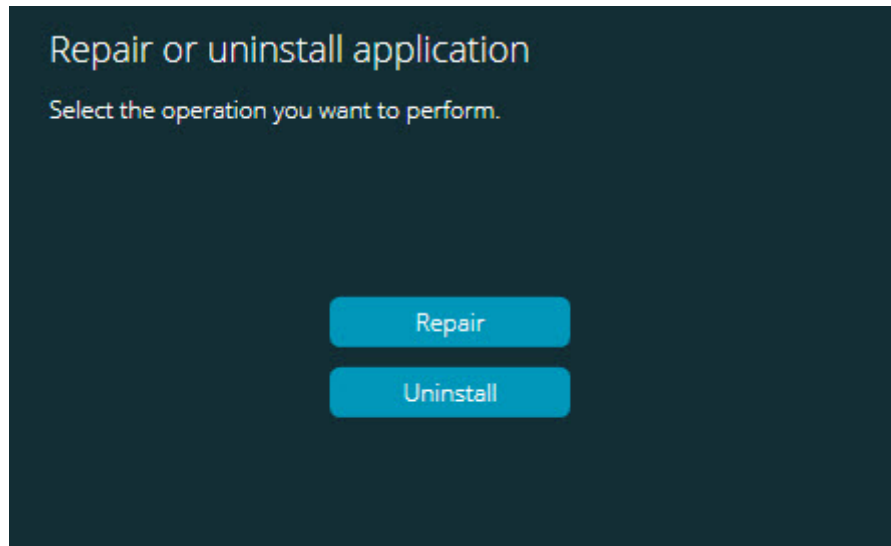 Repair or uninstall application
Select the operation you want to perform.
Repair
Uninstall